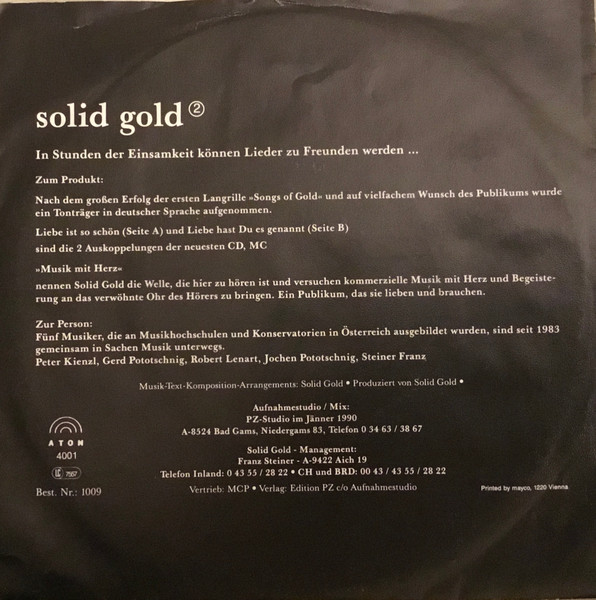 solid gold ②
In Stunden der Einsamkeit können Lieder zu Freunden werden ...
Zum Produkt:
Nach dem großen Erfolg der ersten Langrille »Songs of Gold« und auf vielfachem Wunsch des Publikums wurde
ein Tonträger in deutscher Sprache aufgenommen.
Liebe ist so schön (Seite A) und Liebe hast Du es genannt (Seite B)
sind die 2 Auskoppelungen der neuesten CD, MC
»Musik mit Herz«
nennen Solid Gold die Welle, die hier zu hören ist und versuchen kommerzielle Musik mit Herz und Begeiste-
rung an das verwöhnte Ohr des Hörers zu bringen. Ein Publikum, das sie lieben und brauchen.
Zur Person:
Fünf Musiker, die an Musikhochschulen und Konservatorien in Österreich ausgebildet wurden, sind seit 1983
gemeinsam in Sachen Musik unterwegs.
Peter Kienzl, Gerd Pototschnig, Robert Lenart, Jochen Pototschnig, Steiner Franz
Musik-Text-Komposition-Arrangements: Solid Gold • Produziert von Solid Gold •
Aufnahmestudio / Mix:
PZ-Studio im Jänner 1990
A-8524 Bad Gams, Niedergams 83, Telefon 0 34 63 / 38 67
Solid Gold - Management:
Franz Steiner - A-9422 Aich 19
Telefon Inland: 0 43 55 / 28 22 • CH und BRD: 00 43 / 43 55 / 28 22
Vertrieb: MCP • Verlag: Edition PZ c/o Aufnahmestudio
ATON
4001
LC 7567
Best. Nr.: 1009
Printed by mayco, 1220 Vienna